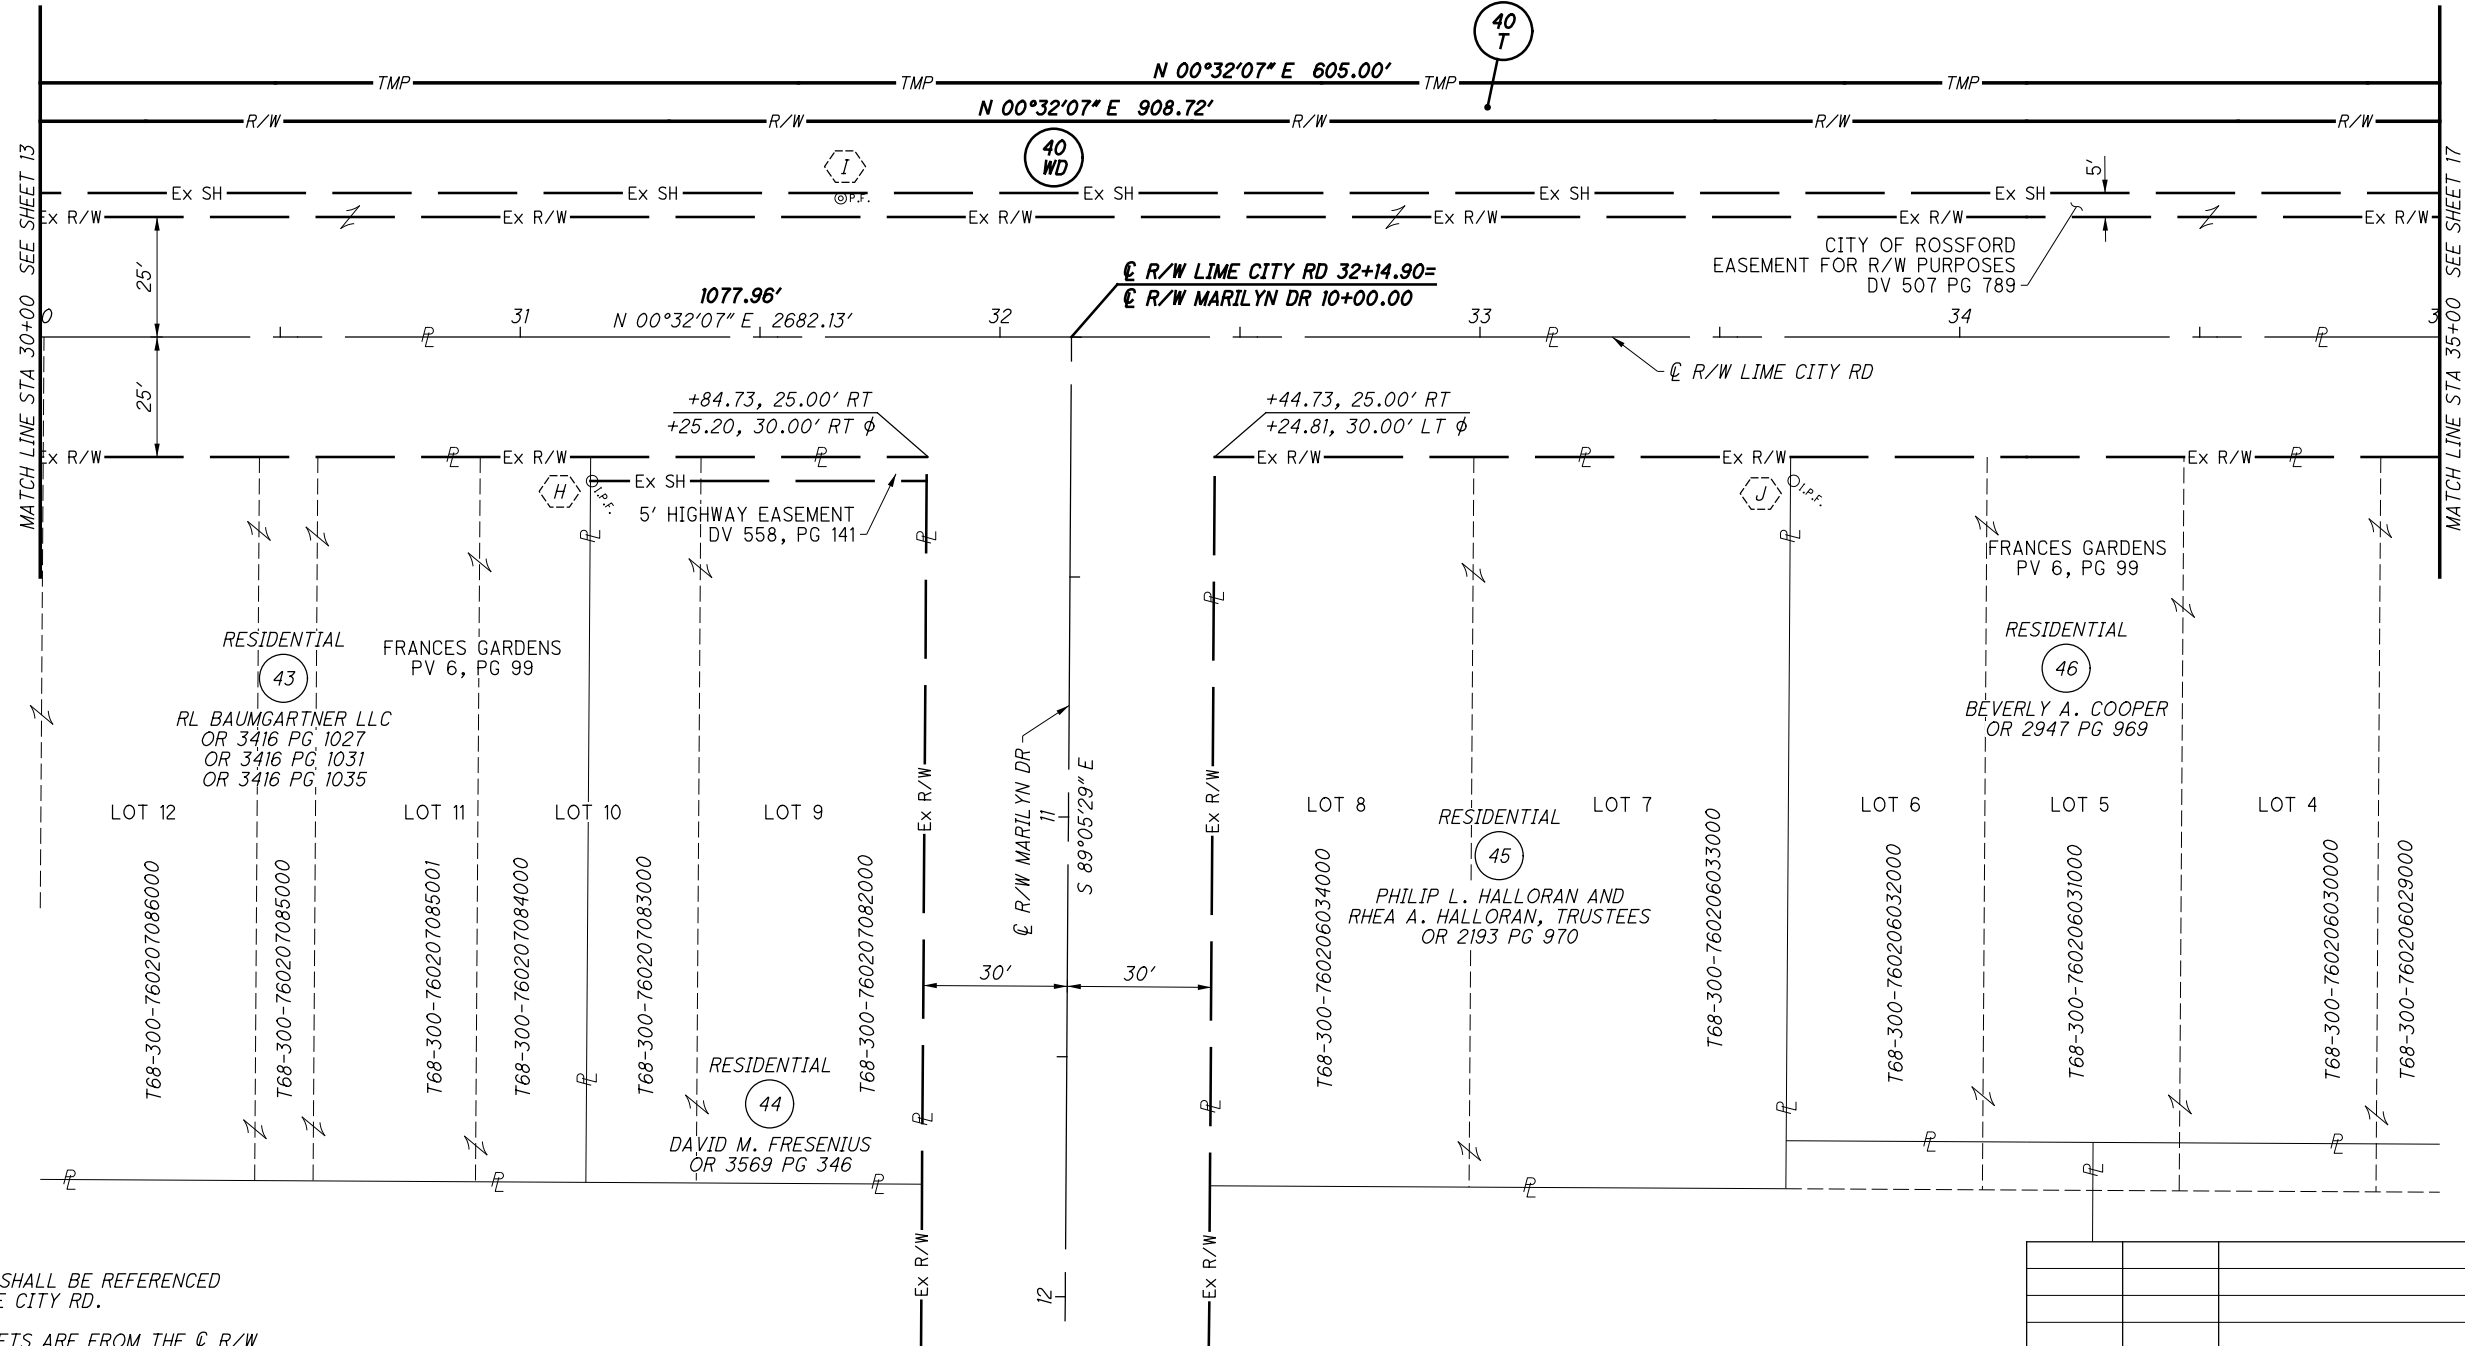 40
T
N 00°32'07" E 605.00'
TMP
TMP
TMP
TMP
N 00°32'07" E 908.72'
R/W
R/W
R/W
R/W
R/W
40
WD
I
P.F.
5'
Ex SH
Ex SH
Ex SH
Ex SH
Ex SH
Ex R/W
Ex R/W
Ex R/W
Ex R/W
Ex R/W
Ex R/W
MATCH LINE STA 30+00 SEE SHEET 13
MATCH LINE STA 35+00 SEE SHEET 17
CITY OF ROSSFORD
EASEMENT FOR R/W PURPOSES
DV 507 PG 789
25'
25'
℄ R/W LIME CITY RD 32+14.90=
℄ R/W MARILYN DR 10+00.00
1077.96'
N 00°32'07" E 2682.13'
0
31
32
33
34
3
℄ R/W LIME CITY RD
+84.73, 25.00' RT
+25.20, 30.00' RT ϕ
+44.73, 25.00' RT
+24.81, 30.00' LT ϕ
Ex R/W
Ex R/W
Ex R/W
Ex R/W
Ex R/W
H
I.P.F.
Ex SH
5' HIGHWAY EASEMENT
DV 558, PG 141
J
I.P.F.
FRANCES GARDENS
PV 6, PG 99
RESIDENTIAL
43
RL BAUMGARTNER LLC
OR 3416 PG 1027
OR 3416 PG 1031
OR 3416 PG 1035
FRANCES GARDENS
PV 6, PG 99
RESIDENTIAL
46
BEVERLY A. COOPER
OR 2947 PG 969
LOT 12
LOT 11
LOT 10
LOT 9
LOT 8
LOT 7
LOT 6
LOT 5
LOT 4
Ex R/W
℄ R/W MARILYN DR
11
S 89°05'29" E
Ex R/W
RESIDENTIAL
45
PHILIP L. HALLORAN AND
RHEA A. HALLORAN, TRUSTEES
OR 2193 PG 970
T68-300-760207086000
T68-300-760207085000
T68-300-760207085001
T68-300-760207084000
T68-300-760207083000
T68-300-760207082000
T68-300-760206034000
T68-300-760206033000
T68-300-760206032000
T68-300-760206031000
T68-300-760206030000
T68-300-760206029000
30'
30'
RESIDENTIAL
44
DAVID M. FRESENIUS
OR 3569 PG 346
Ex R/W
12
Ex R/W
SHALL BE REFERENCED
E CITY RD.
ETS ARE FROM THE ℄ R/W